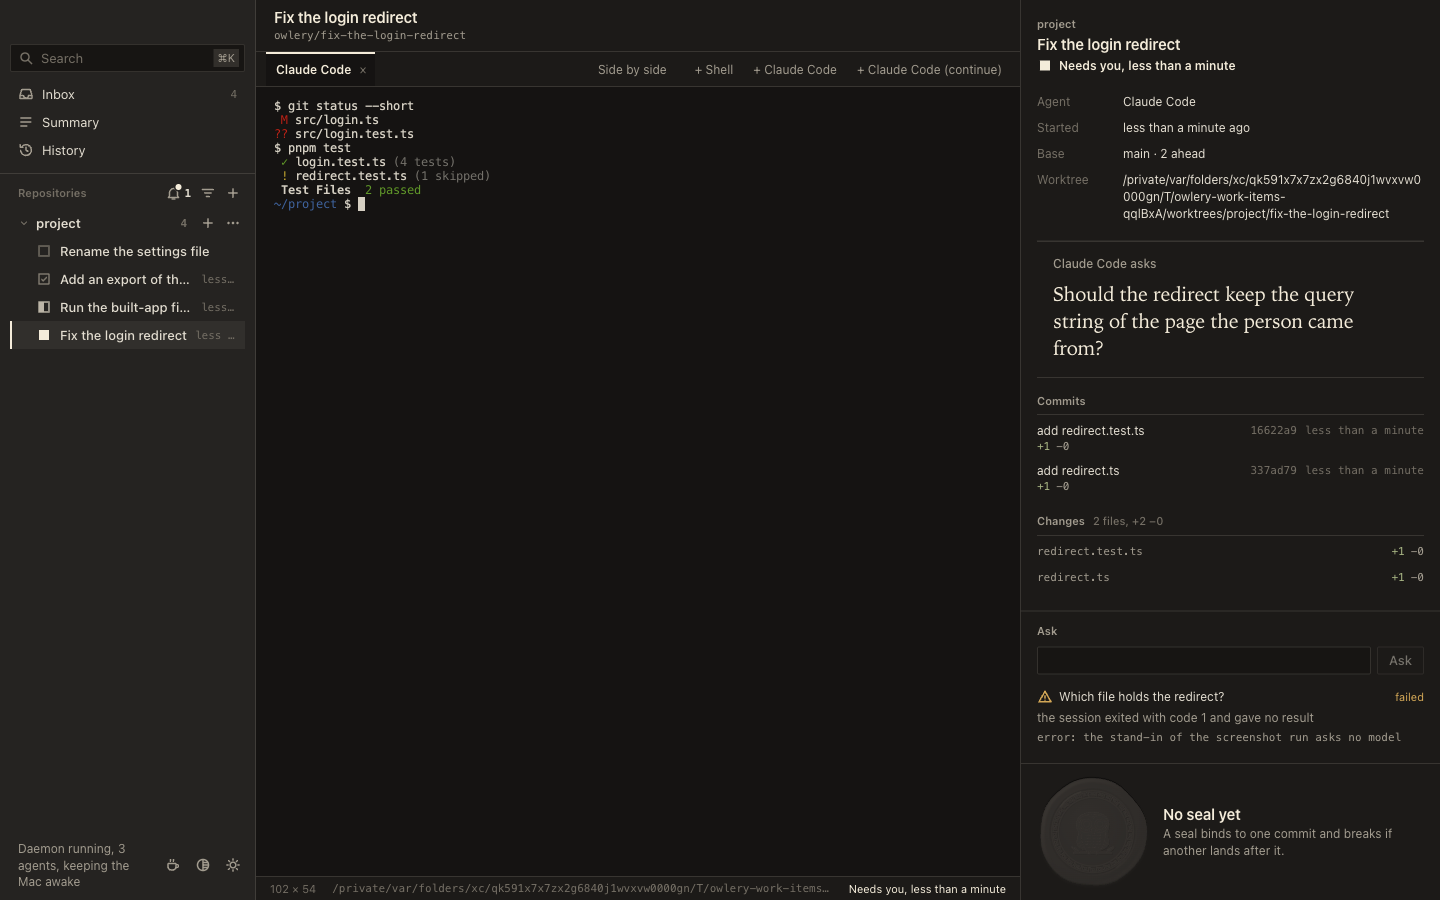 Search ⌘K
Inbox 4
Summary
History
Repositories 1
project 4
Rename the settings file
Add an export of th... less…
Run the built-app fi... less…
Fix the login redirect less …
Daemon running, 3
agents, keeping the
Mac awake
Fix the login redirect
owlery/fix-the-login-redirect
Claude Code × Side by side + Shell + Claude Code + Claude Code (continue)
$ git status --short
M src/login.ts
?? src/login.test.ts
$ pnpm test
✓ login.test.ts (4 tests)
! redirect.test.ts (1 skipped)
Test Files 2 passed
~/project $
102 × 54 /private/var/folders/xc/qk591x7x7zx2g6840j1wvxvw0000gn/T/owlery-work-items… Needs you, less than a minute
project
Fix the login redirect
Needs you, less than a minute
Agent Claude Code
Started less than a minute ago
Base main · 2 ahead
Worktree /private/var/folders/xc/qk591x7x7zx2g6840j1wvxvw0
000gn/T/owlery-work-items-
qqlBxA/worktrees/project/fix-the-login-redirect
Claude Code asks
Should the redirect keep the query
string of the page the person came
from?
Commits
add redirect.test.ts 16622a9 less than a minute
+1 −0
add redirect.ts 337ad79 less than a minute
+1 −0
Changes 2 files, +2 −0
redirect.test.ts +1 −0
redirect.ts +1 −0
Ask
Ask
Which file holds the redirect? failed
the session exited with code 1 and gave no result
error: the stand-in of the screenshot run asks no model
No seal yet
A seal binds to one commit and breaks if
another lands after it.